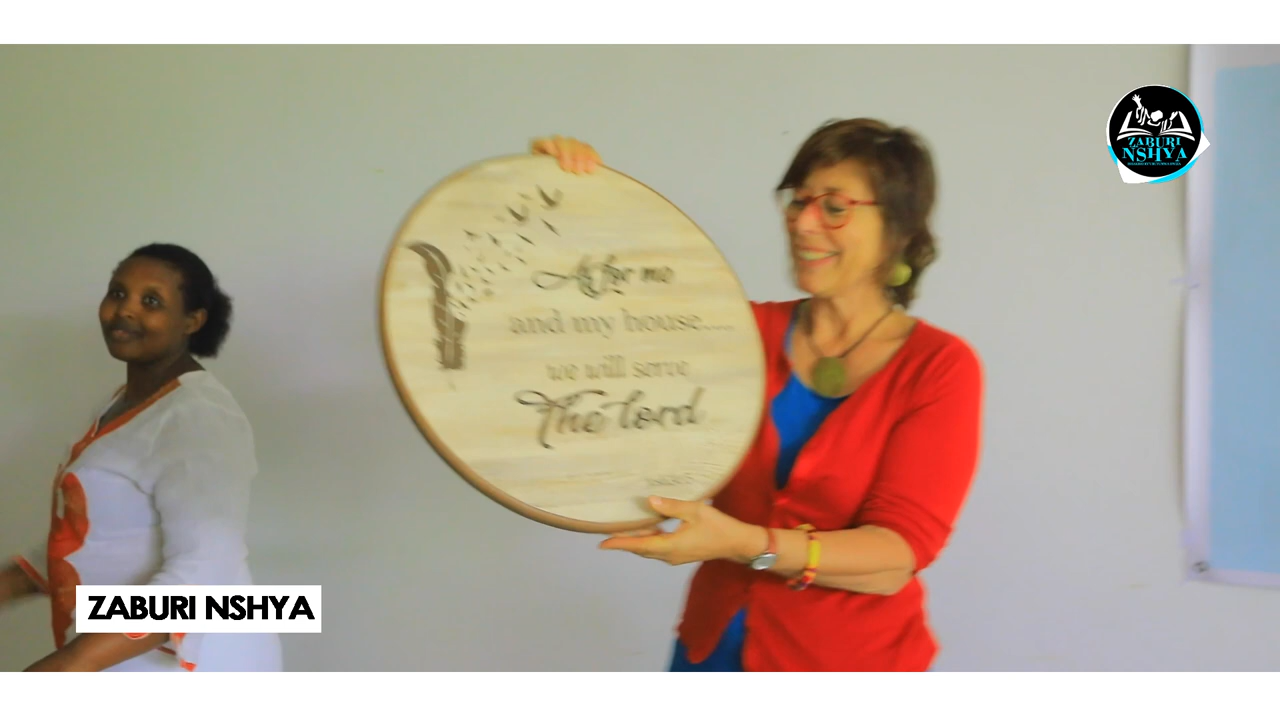 ZABURI
NSHYA
As for me
and my house....
we will serve
The lord
ZABURI NSHYA